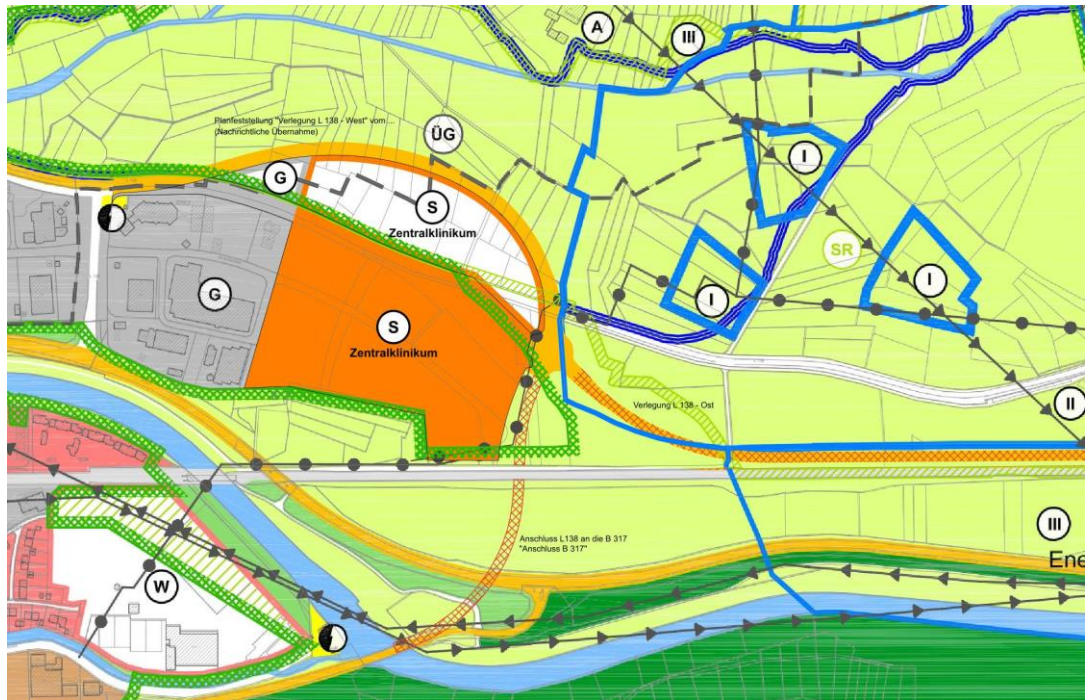 A
III
Planfeststellung "Verlegung L 138 - West" vom ...
(Nachrichtliche Übernahme)
ÜG
G
S
Zentralklinikum
I
SR
I
I
G
S
Zentralklinikum
II
Verlegung L 138 - Ost
III
Ene
Anschluss L138 an die B 317
"Anschluss B 317"
W